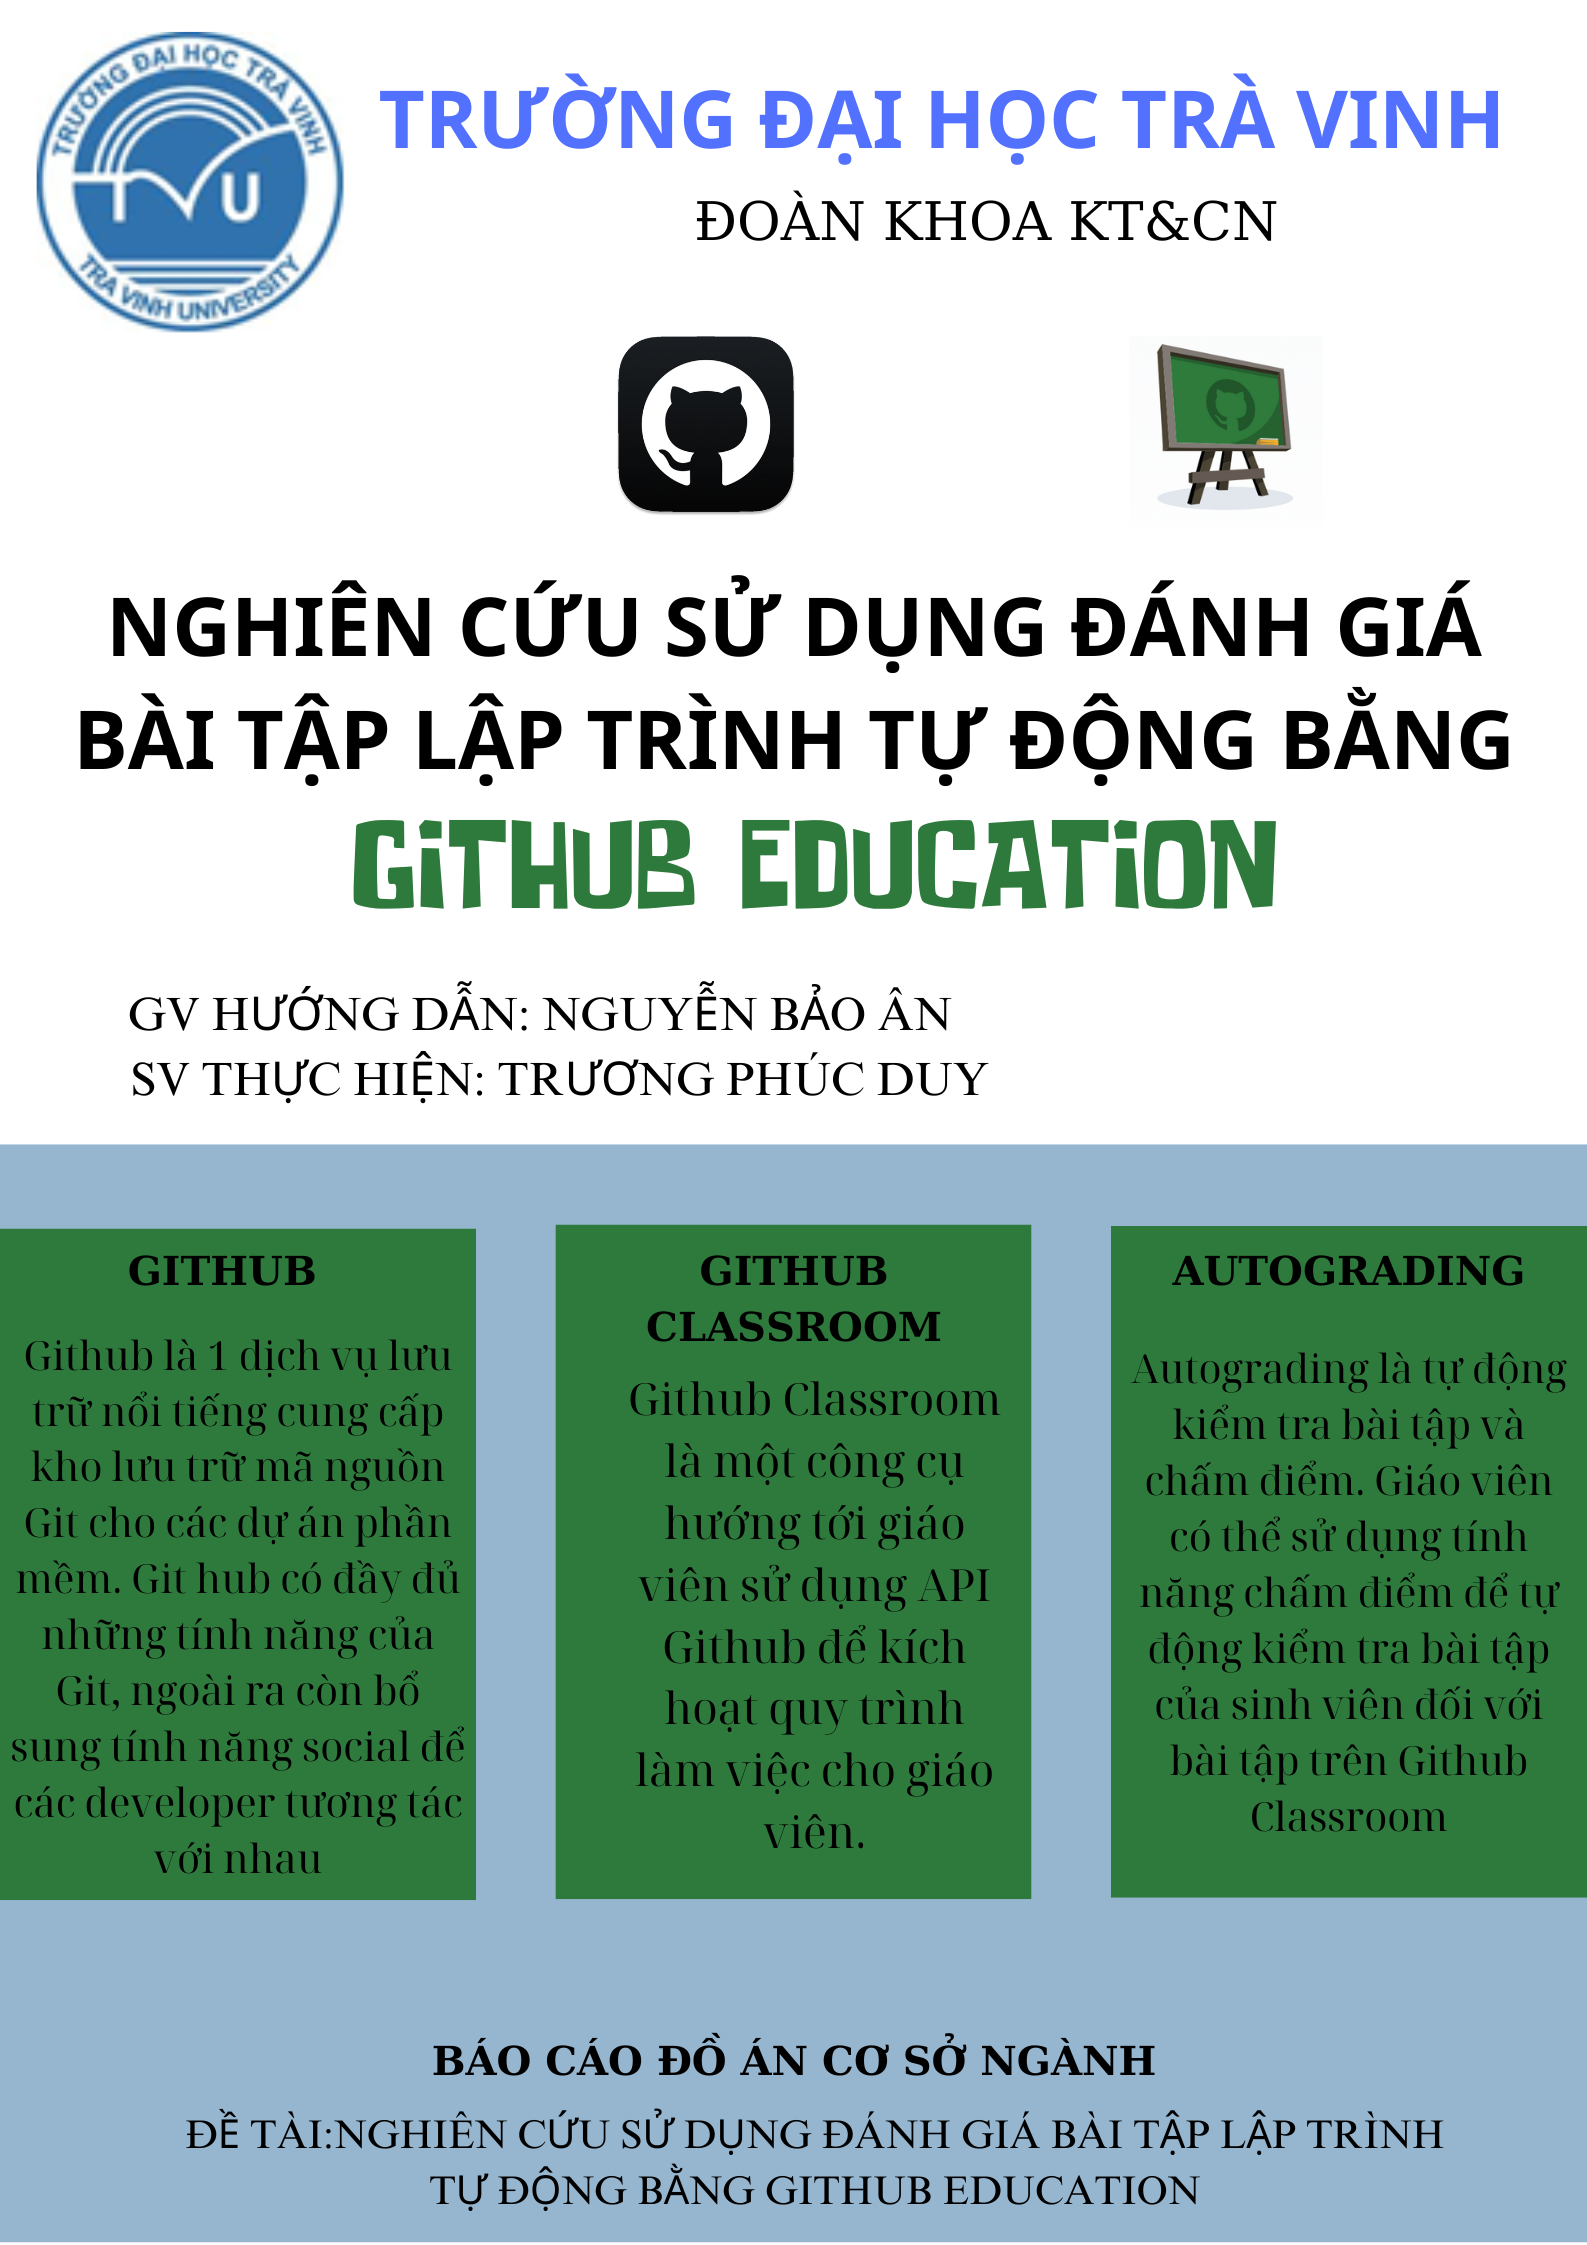 TRƯỜNG ĐẠI HỌC TRÀ VINH
TVU
TRA VINH UNIVERSITY
TRƯỜNG ĐẠI HỌC TRÀ VINH
ĐOÀN KHOA KT&CN
NGHIÊN CỨU SỬ DỤNG ĐÁNH GIÁ
BÀI TẬP LẬP TRÌNH TỰ ĐỘNG BẰNG
GITHUB EDUCATION
GV HƯỚNG DẪN: NGUYỄN BẢO ÂN
SV THỰC HIỆN: TRƯƠNG PHÚC DUY
GITHUB
Github là 1 dịch vụ lưu
trữ nổi tiếng cung cấp
kho lưu trữ mã nguồn
Git cho các dự án phần
mềm. Git hub có đầy đủ
những tính năng của
Git, ngoài ra còn bổ
sung tính năng social để
các developer tương tác
với nhau
GITHUB
CLASSROOM
Github Classroom
là một công cụ
hướng tới giáo
viên sử dụng API
Github để kích
hoạt quy trình
làm việc cho giáo
viên.
AUTOGRADING
Autograding là tự động
kiểm tra bài tập và
chấm điểm. Giáo viên
có thể sử dụng tính
năng chấm điểm để tự
động kiểm tra bài tập
của sinh viên đối với
bài tập trên Github
Classroom
BÁO CÁO ĐỒ ÁN CƠ SỞ NGÀNH
ĐỀ TÀI:NGHIÊN CỨU SỬ DỤNG ĐÁNH GIÁ BÀI TẬP LẬP TRÌNH
TỰ ĐỘNG BẰNG GITHUB EDUCATION